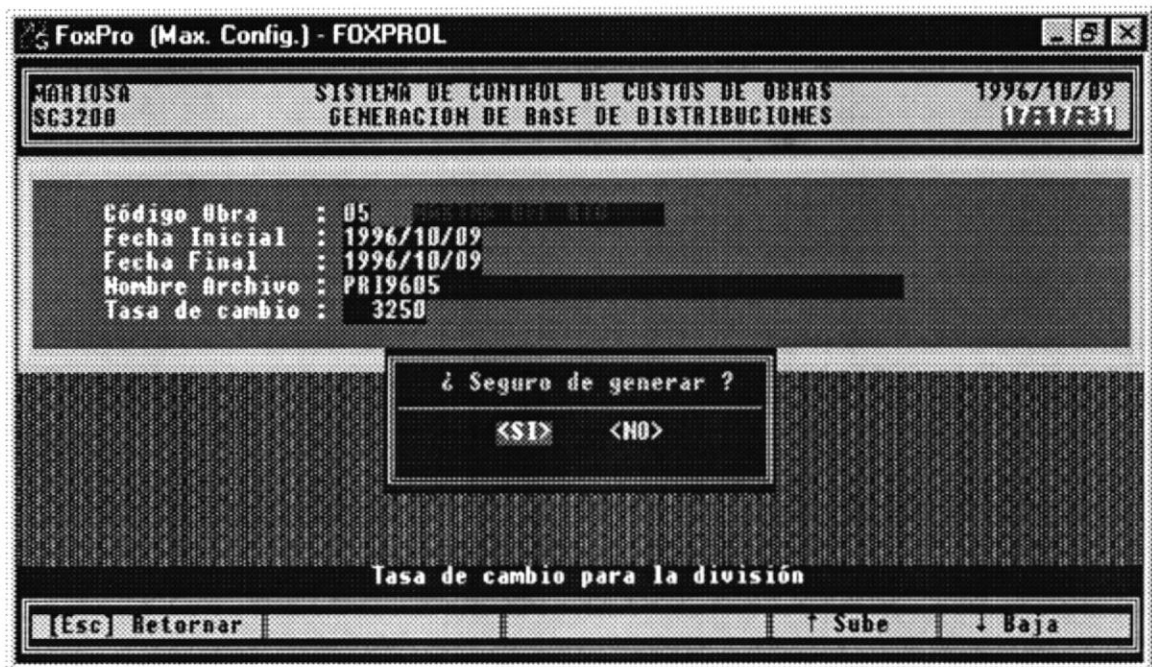 FoxPro (Max. Config.) - FOXPROL
MARIOSA SISTEMA DE CONTROL DE COSTOS DE OBRAS 1996/10/09
SC3200 GENERACION DE BASE DE DISTRIBUCIONES 17:17:31
Código Obra : 05
Fecha Inicial : 1996/10/09
Fecha Final : 1996/10/09
Nombre Archivo : PRI9605
Tasa de cambio : 3250
¿ Seguro de generar ?
<SI> <NO>
Tasa de cambio para la división
[Esc] Retornar ↑ Sube ↓ Baja